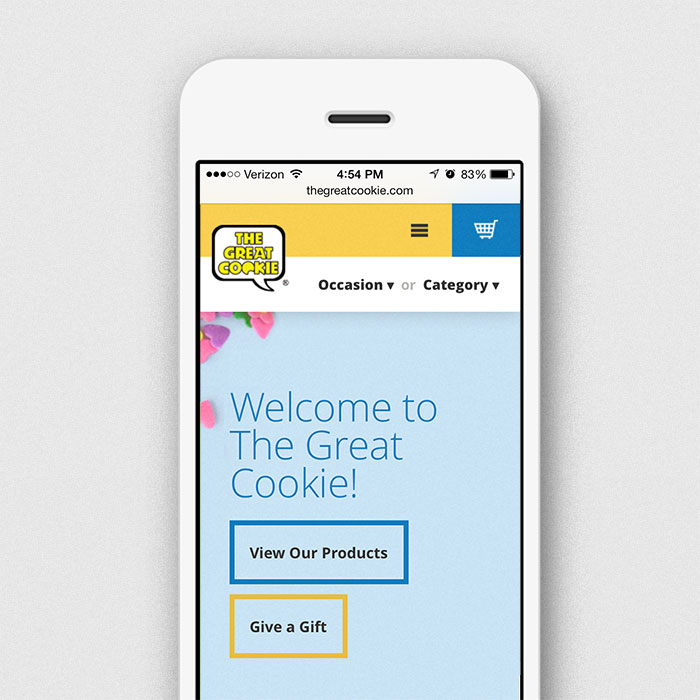 Verizon 4:54 PM 83%
thegreatcookie.com
THE
GREAT
COOKIE
®
Occasion ▾ or Category ▾
Welcome to
The Great
Cookie!
View Our Products
Give a Gift